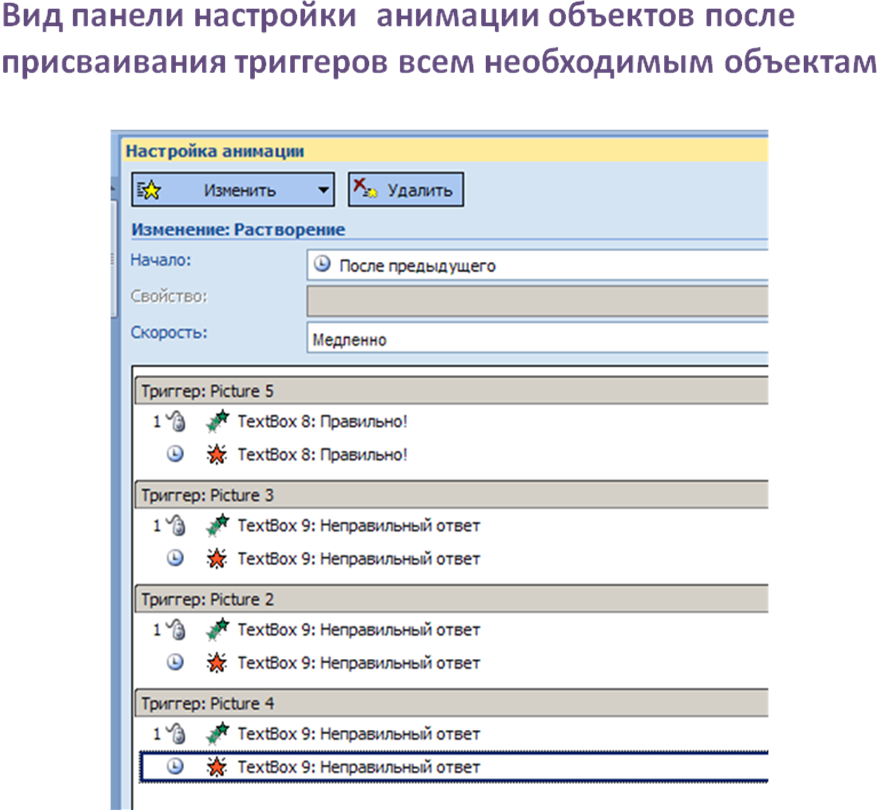 Вид панели настройки анимации объектов после
присваивания триггеров всем необходимым объектам
Настройка анимации
Изменить Удалить
Изменение: Растворение
Начало: После предыдущего
Свойство:
Скорость: Медленно
Триггер: Picture 5
1 TextBox 8: Правильно!
TextBox 8: Правильно!
Триггер: Picture 3
1 TextBox 9: Неправильный ответ
TextBox 9: Неправильный ответ
Триггер: Picture 2
1 TextBox 9: Неправильный ответ
TextBox 9: Неправильный ответ
Триггер: Picture 4
1 TextBox 9: Неправильный ответ
TextBox 9: Неправильный ответ